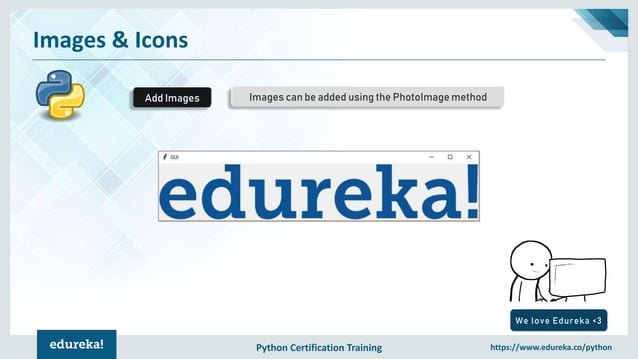 Images & Icons
Add Images
Images can be added using the PhotoImage method
GUI
edureka!
We love Edureka <3
edureka!
Python Certification Training
https://www.edureka.co/python